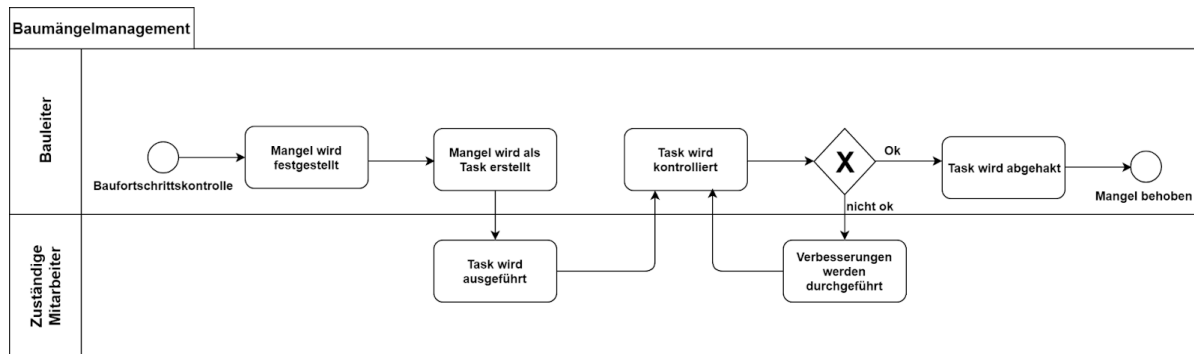 Baumängelmanagement
Bauleiter
Baufortschrittskontrolle
Mangel wird
festgestellt
Mangel wird als
Task erstellt
Task wird
kontrolliert
X
Ok
nicht ok
Task wird abgehakt
Mangel behoben
Zuständige
Mitarbeiter
Task wird
ausgeführt
Verbesserungen
werden
durchgeführt